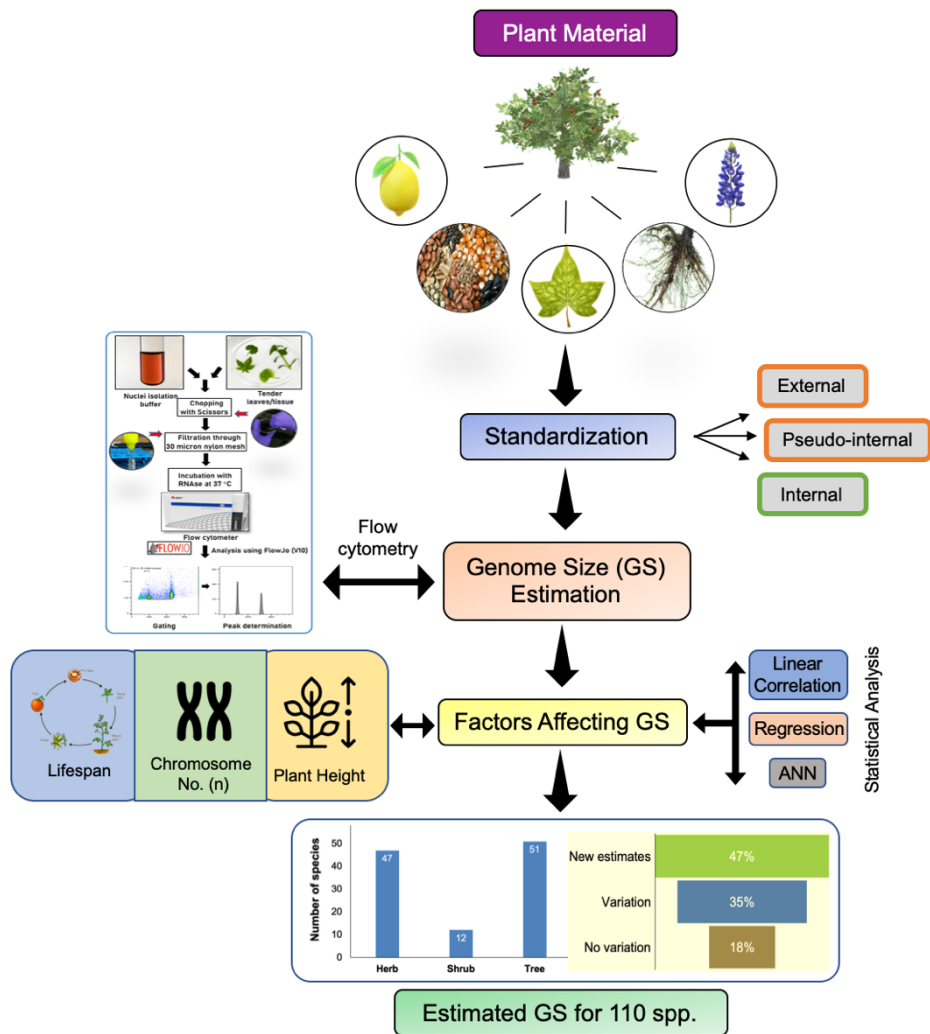 Plant Material
Nuclei isolation
buffer
Tender
leaves/tissue
Chopping
with Scissors
Filtration through
30 micron nylon mesh
Incubation with
RNAse at 37 °C
Flow cytometer
FLOWJO
Analysis using FlowJo (V10)
Gating
Peak determination
Standardization
External
Pseudo-internal
Internal
Flow
cytometry
Genome Size (GS)
Estimation
Lifespan
Chromosome
No. (n)
Plant Height
Factors Affecting GS
Linear
Correlation
Regression
ANN
Statistical Analysis
Number of species
50
40
30
20
10
0
47
12
51
Herb
Shrub
Tree
New estimates
47%
Variation
35%
No variation
18%
Estimated GS for 110 spp.